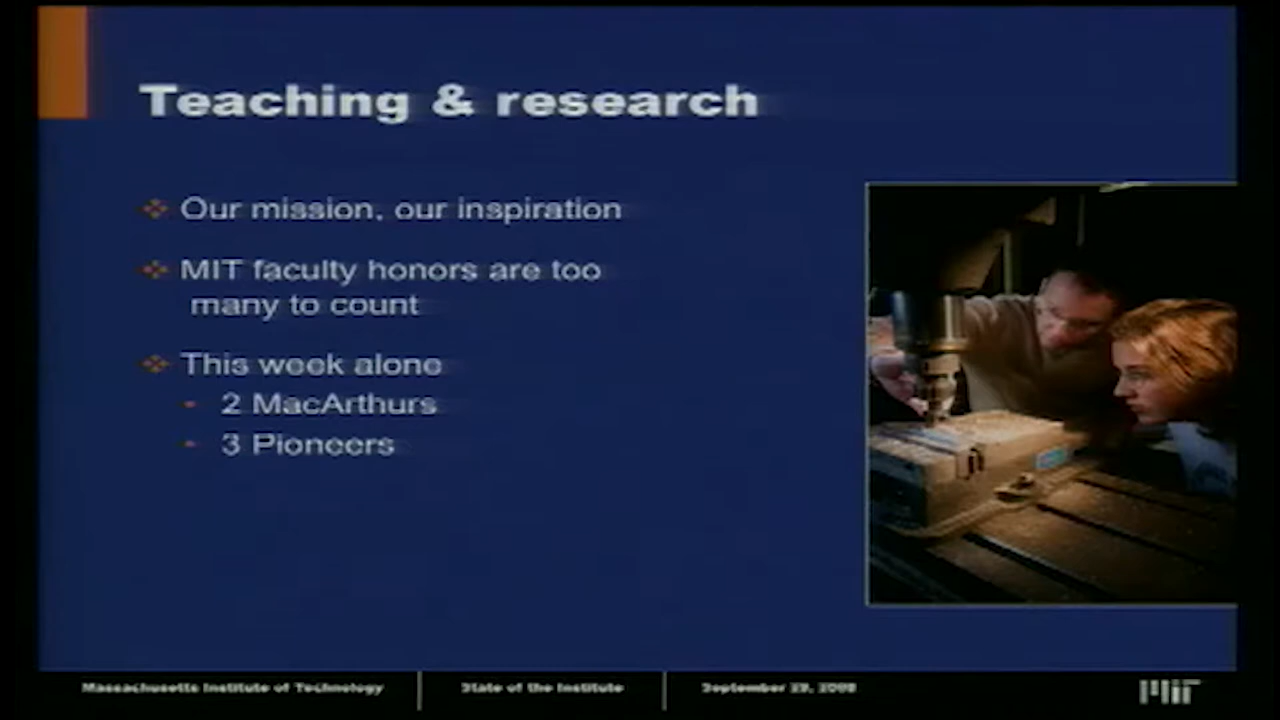 Teaching & research
Our mission, our inspiration
MIT faculty honors are too
many to count
This week alone
2 MacArthurs
3 Pioneers
Massachusetts Institute of Technology
State of the Institute
September 29, 2008
MIT